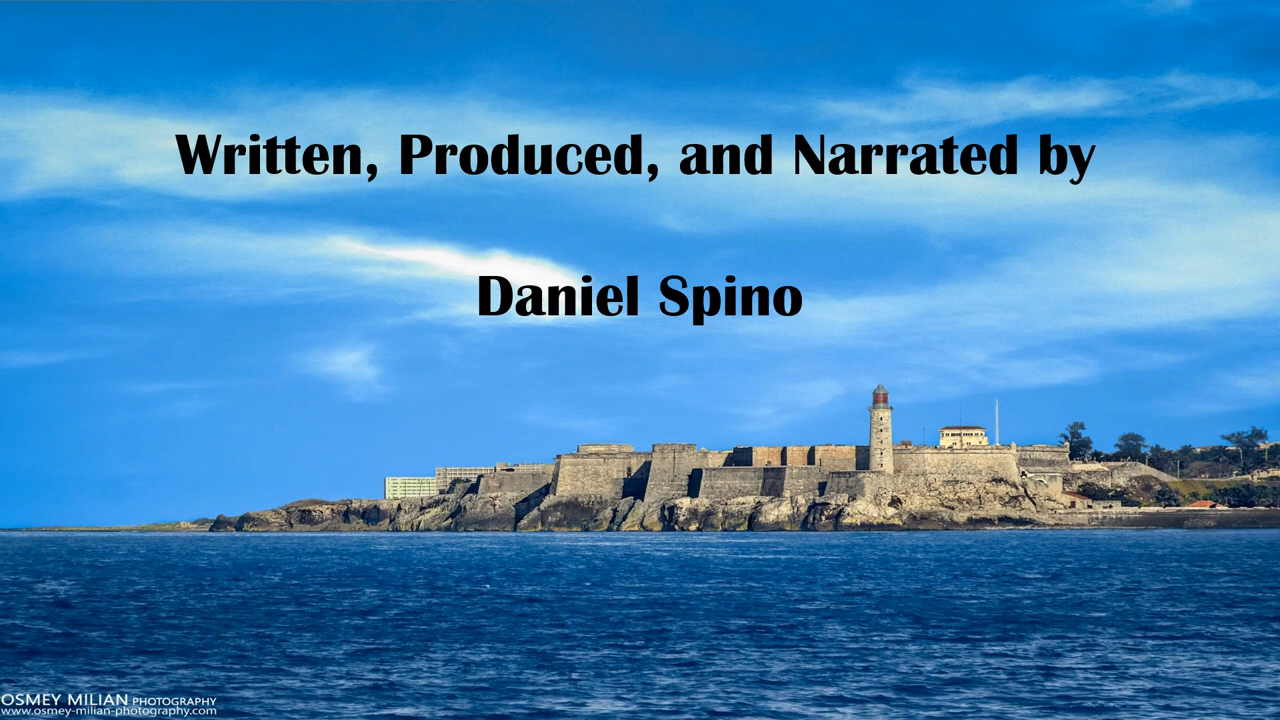 Written, Produced, and Narrated by
Daniel Spino
OSMEY MILIAN PHOTOGRAPHY
www.osmey-milian-photography.com